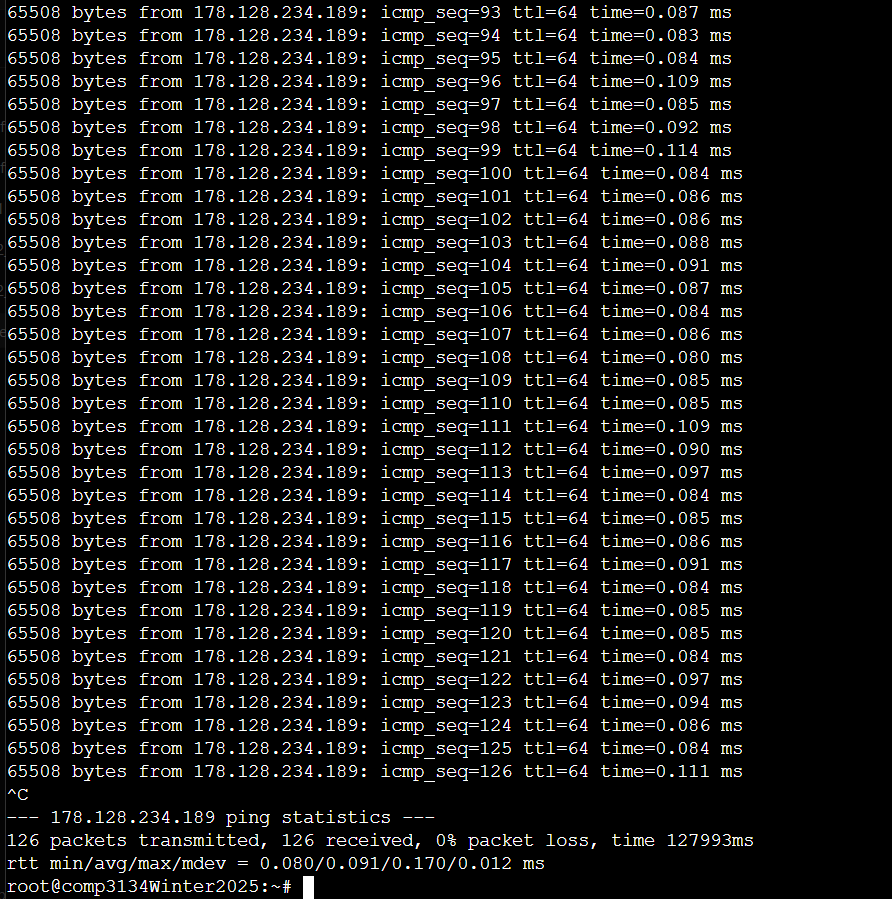 65508 bytes from 178.128.234.189: icmp_seq=93 ttl=64 time=0.087 ms
65508 bytes from 178.128.234.189: icmp_seq=94 ttl=64 time=0.083 ms
65508 bytes from 178.128.234.189: icmp_seq=95 ttl=64 time=0.084 ms
65508 bytes from 178.128.234.189: icmp_seq=96 ttl=64 time=0.109 ms
65508 bytes from 178.128.234.189: icmp_seq=97 ttl=64 time=0.085 ms
65508 bytes from 178.128.234.189: icmp_seq=98 ttl=64 time=0.092 ms
65508 bytes from 178.128.234.189: icmp_seq=99 ttl=64 time=0.114 ms
65508 bytes from 178.128.234.189: icmp_seq=100 ttl=64 time=0.084 ms
65508 bytes from 178.128.234.189: icmp_seq=101 ttl=64 time=0.086 ms
65508 bytes from 178.128.234.189: icmp_seq=102 ttl=64 time=0.086 ms
65508 bytes from 178.128.234.189: icmp_seq=103 ttl=64 time=0.088 ms
65508 bytes from 178.128.234.189: icmp_seq=104 ttl=64 time=0.091 ms
65508 bytes from 178.128.234.189: icmp_seq=105 ttl=64 time=0.087 ms
65508 bytes from 178.128.234.189: icmp_seq=106 ttl=64 time=0.084 ms
65508 bytes from 178.128.234.189: icmp_seq=107 ttl=64 time=0.086 ms
65508 bytes from 178.128.234.189: icmp_seq=108 ttl=64 time=0.080 ms
65508 bytes from 178.128.234.189: icmp_seq=109 ttl=64 time=0.085 ms
65508 bytes from 178.128.234.189: icmp_seq=110 ttl=64 time=0.085 ms
65508 bytes from 178.128.234.189: icmp_seq=111 ttl=64 time=0.109 ms
65508 bytes from 178.128.234.189: icmp_seq=112 ttl=64 time=0.090 ms
65508 bytes from 178.128.234.189: icmp_seq=113 ttl=64 time=0.097 ms
65508 bytes from 178.128.234.189: icmp_seq=114 ttl=64 time=0.084 ms
65508 bytes from 178.128.234.189: icmp_seq=115 ttl=64 time=0.085 ms
65508 bytes from 178.128.234.189: icmp_seq=116 ttl=64 time=0.086 ms
65508 bytes from 178.128.234.189: icmp_seq=117 ttl=64 time=0.091 ms
65508 bytes from 178.128.234.189: icmp_seq=118 ttl=64 time=0.084 ms
65508 bytes from 178.128.234.189: icmp_seq=119 ttl=64 time=0.085 ms
65508 bytes from 178.128.234.189: icmp_seq=120 ttl=64 time=0.085 ms
65508 bytes from 178.128.234.189: icmp_seq=121 ttl=64 time=0.084 ms
65508 bytes from 178.128.234.189: icmp_seq=122 ttl=64 time=0.097 ms
65508 bytes from 178.128.234.189: icmp_seq=123 ttl=64 time=0.094 ms
65508 bytes from 178.128.234.189: icmp_seq=124 ttl=64 time=0.086 ms
65508 bytes from 178.128.234.189: icmp_seq=125 ttl=64 time=0.084 ms
65508 bytes from 178.128.234.189: icmp_seq=126 ttl=64 time=0.111 ms
^C
--- 178.128.234.189 ping statistics ---
126 packets transmitted, 126 received, 0% packet loss, time 127993ms
rtt min/avg/max/mdev = 0.080/0.091/0.170/0.012 ms
root@comp3134Winter2025:~#